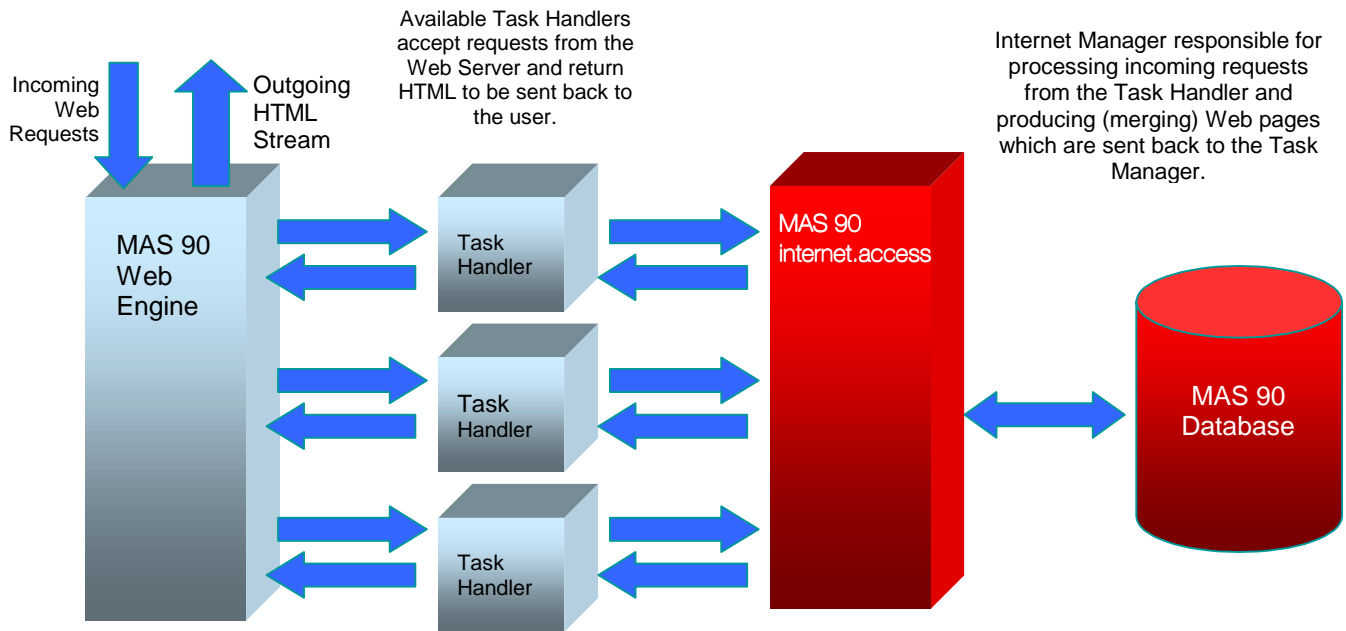 Available Task Handlers
accept requests from the
Web Server and return
HTML to be sent back to
the user.
Internet Manager responsible for
processing incoming requests
from the Task Handler and
producing (merging) Web pages
which are sent back to the Task
Manager.
Incoming
Web
Requests
Outgoing
HTML
Stream
MAS 90
Web
Engine
Task
Handler
Task
Handler
Task
Handler
MAS 90
internet.access
MAS 90
Database